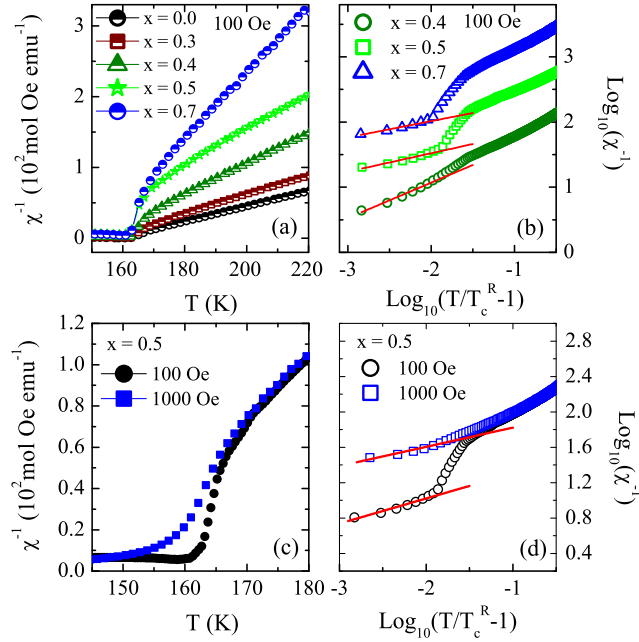 x = 0.0
x = 0.3
x = 0.4
x = 0.5
x = 0.7
100 Oe
(a)
χ⁻¹ (10² mol Oe emu⁻¹)
3
2
1
0
160 180 200 220
T (K)
x = 0.4
x = 0.5
x = 0.7
100 Oe
(b)
Log₁₀(χ⁻¹)
3
2
1
0
-3 -2 -1
Log₁₀(T/T_c^R-1)
x = 0.5
100 Oe
1000 Oe
(c)
χ⁻¹ (10² mol Oe emu⁻¹)
1.2
1.0
0.8
0.6
0.4
0.2
0.0
150 160 170 180
T (K)
x = 0.5
100 Oe
1000 Oe
(d)
Log₁₀(χ⁻¹)
2.8
2.4
2.0
1.6
1.2
0.8
0.4
-3 -2 -1
Log₁₀(T/T_c^R-1)